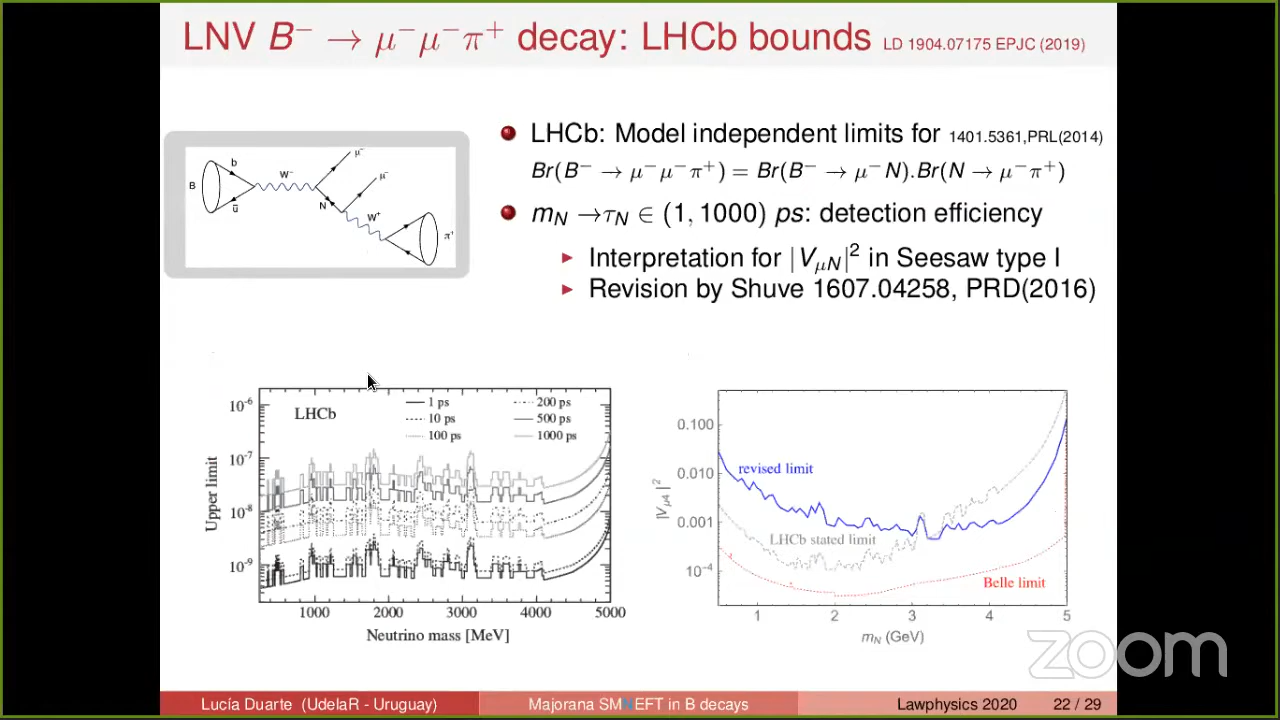 LNV B⁻ → μ⁻μ⁻π⁺ decay: LHCb bounds LD 1904.07175 EPJC (2019)
B
b
u̅
W⁻
μ⁻
μ⁻
N
W⁺
π⁺
LHCb: Model independent limits for 1401.5361,PRL(2014)
Br(B⁻ → μ⁻μ⁻π⁺) = Br(B⁻ → μ⁻N).Br(N → μ⁻π⁺)
m_N →τ_N ∈ (1, 1000) ps: detection efficiency
Interpretation for |V_μN|² in Seesaw type I
Revision by Shuve 1607.04258, PRD(2016)
LHCb
1 ps
10 ps
100 ps
200 ps
500 ps
1000 ps
Upper limit
10⁻⁶
10⁻⁷
10⁻⁸
10⁻⁹
1000 2000 3000 4000 5000
Neutrino mass [MeV]
|V_μ4|²
0.100
0.010
0.001
10⁻⁴
revised limit
LHCb stated limit
Belle limit
1 2 3 4 5
m_N (GeV)
zoom
Lucía Duarte (UdelaR - Uruguay) Majorana SMNEFT in B decays Lawphysics 2020 22 / 29